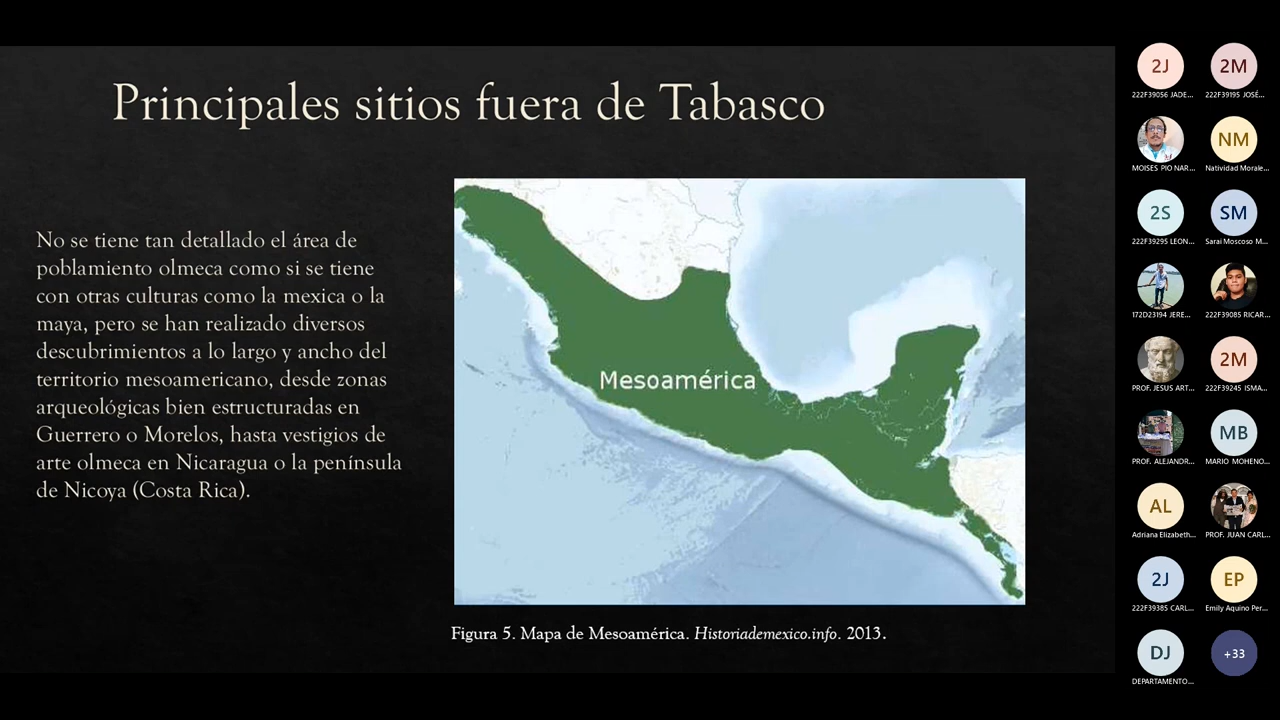 Principales sitios fuera de Tabasco
No se tiene tan detallado el área de
poblamiento olmeca como si se tiene
con otras culturas como la mexica o la
maya, pero se han realizado diversos
descubrimientos a lo largo y ancho del
territorio mesoamericano, desde zonas
arqueológicas bien estructuradas en
Guerrero o Morelos, hasta vestigios de
arte olmeca en Nicaragua o la península
de Nicoya (Costa Rica).
Mesoamérica
Figura 5. Mapa de Mesoamérica. Historiademexico.info. 2013.
2J
2M
222F39056 JADE...
222F39195 JOSÉ...
NM
MOISES PIO NAR...
Natividad Morale...
2S
SM
222F39295 LEON...
Sarai Moscoso M...
172D23194 JERE...
222F39085 RICAR...
2M
PROF. JESUS ART...
222F39245 ISMA...
MB
PROF. ALEJANDR...
MARIO MOHENO...
AL
Adriana Elizabeth...
PROF. JUAN CARL...
2J
EP
222F39385 CARL...
Emily Aquino Per...
DJ
+33
DEPARTAMENTO...